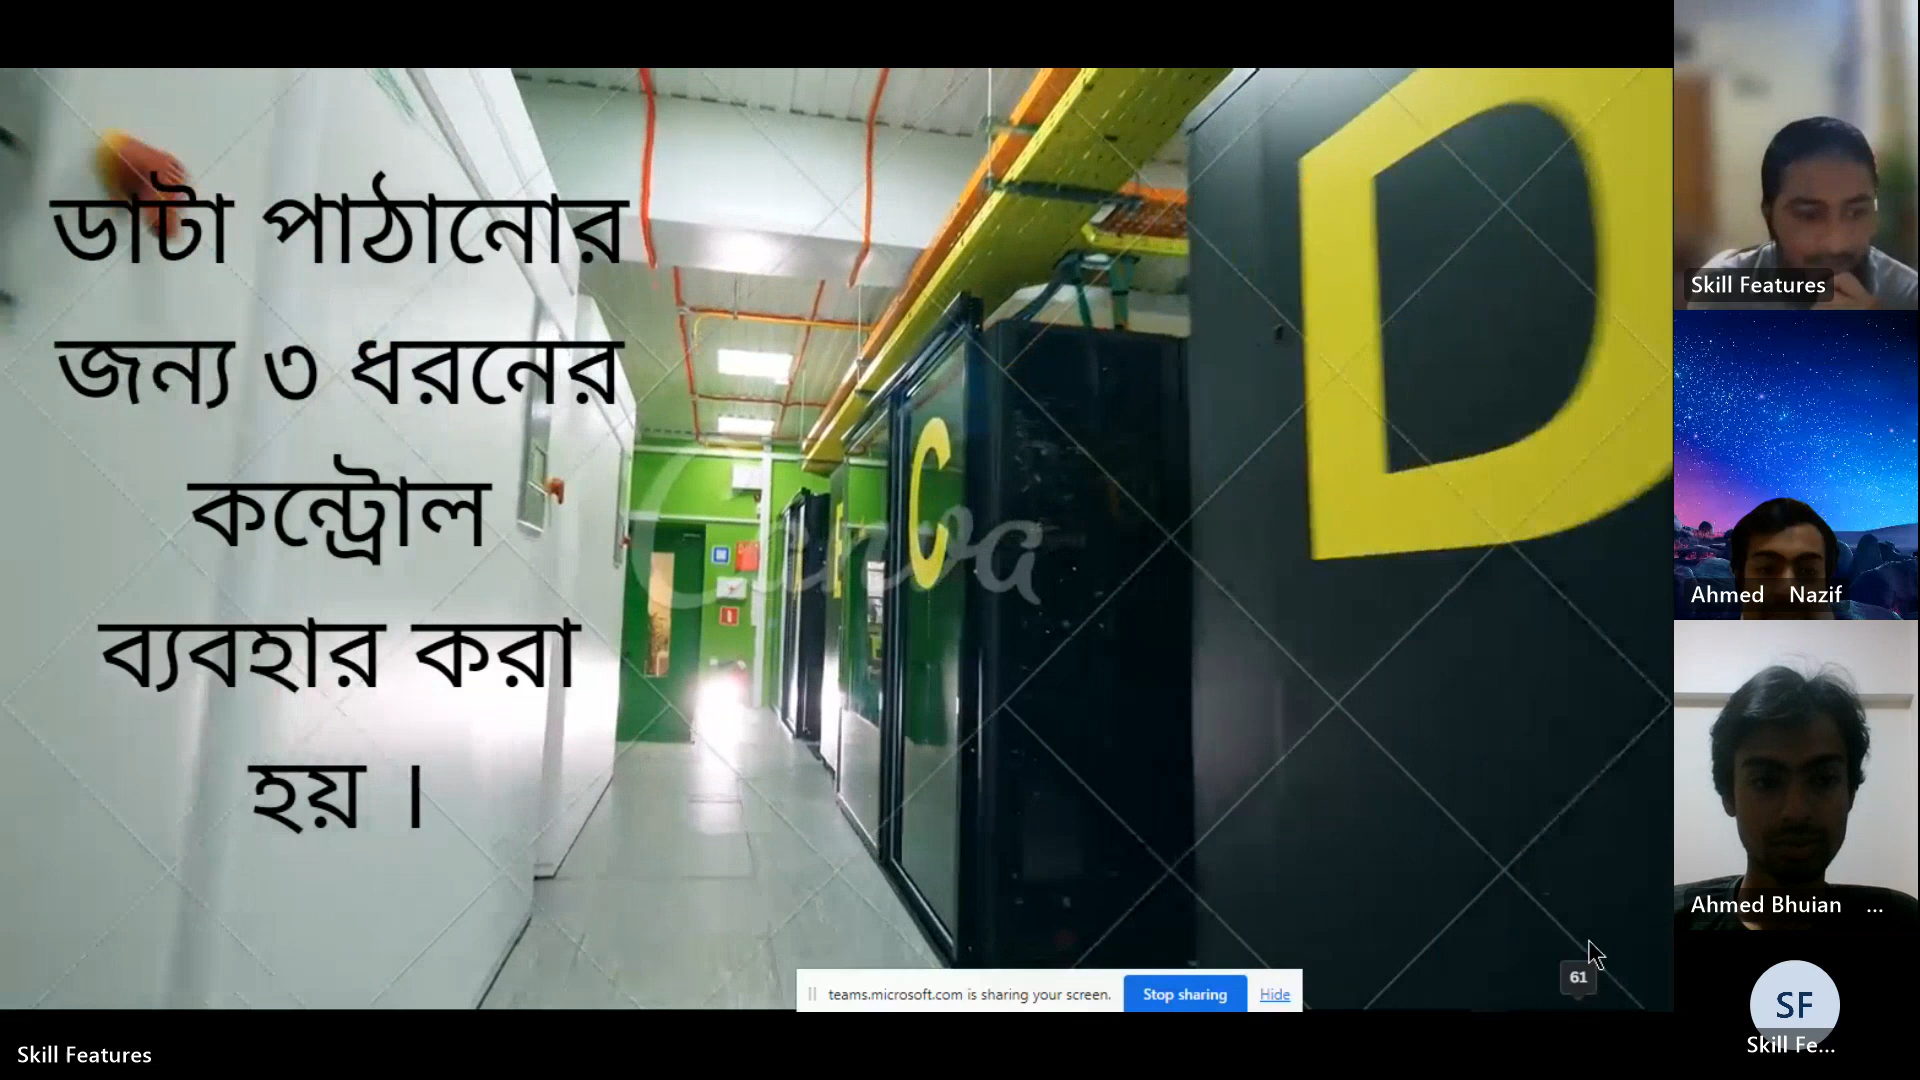 ডাটা পাঠানোর
জন্য ৩ ধরনের
কন্ট্রোল
ব্যবহার করা
হয় ।
D
C
Canva
teams.microsoft.com is sharing your screen.
Stop sharing
Hide
61
Skill Features
Skill Features
Ahmed Nazif
Ahmed Bhuian ...
SF
Skill Fe...